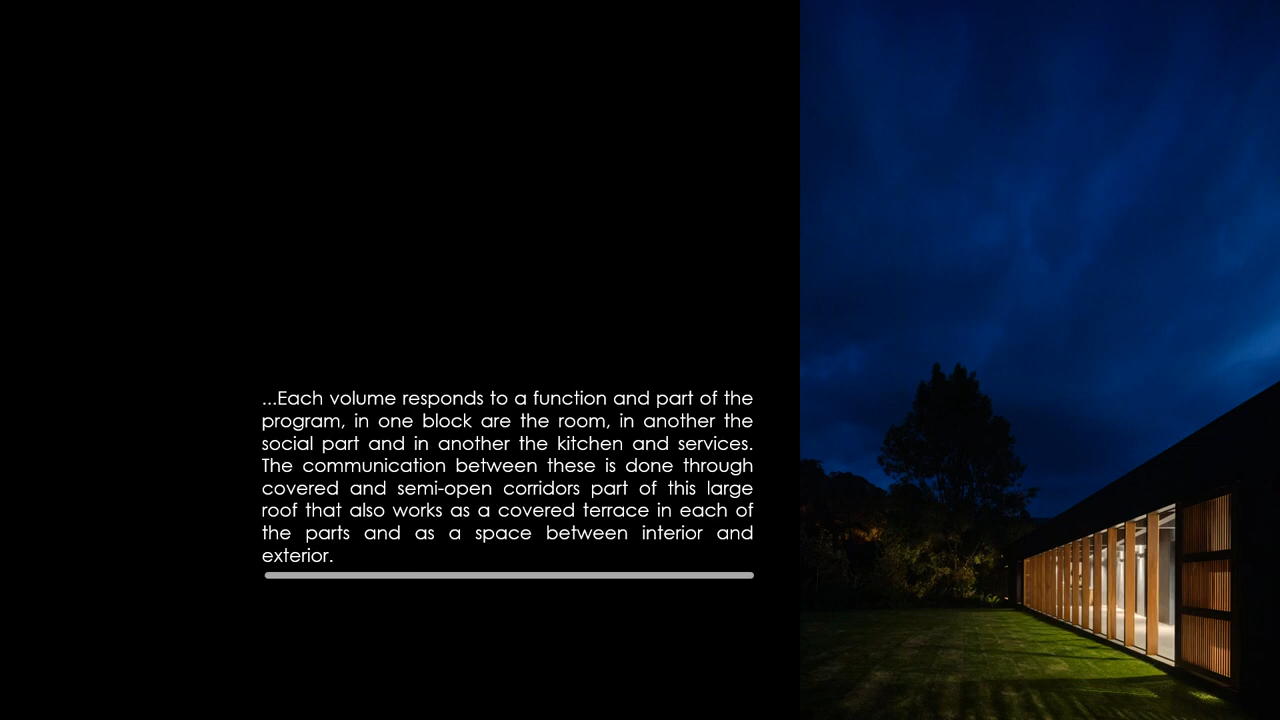 ...Each volume responds to a function and part of the
program, in one block are the room, in another the
social part and in another the kitchen and services.
The communication between these is done through
covered and semi-open corridors part of this large
roof that also works as a covered terrace in each of
the parts and as a space between interior and
exterior.